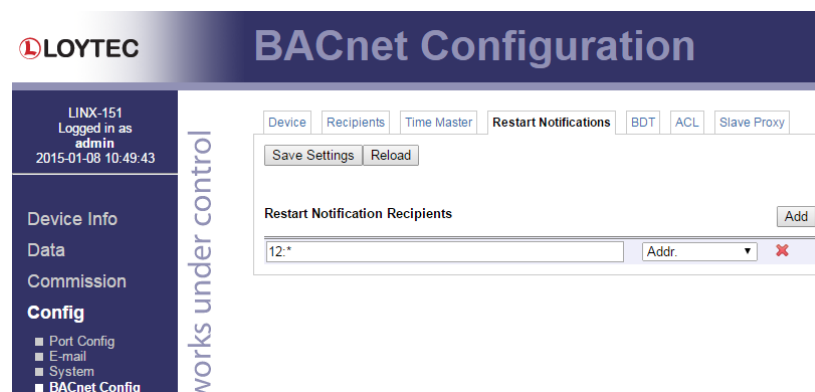 LOYTEC
BACnet Configuration
LINX-151
Logged in as
admin
2015-01-08 10:49:43
Device Info
Data
Commission
Config
Port Config
E-mail
System
BACnet Config
works under control
Device Recipients Time Master Restart Notifications BDT ACL Slave Proxy
Save Settings Reload
Restart Notification Recipients Add
12:* Addr.